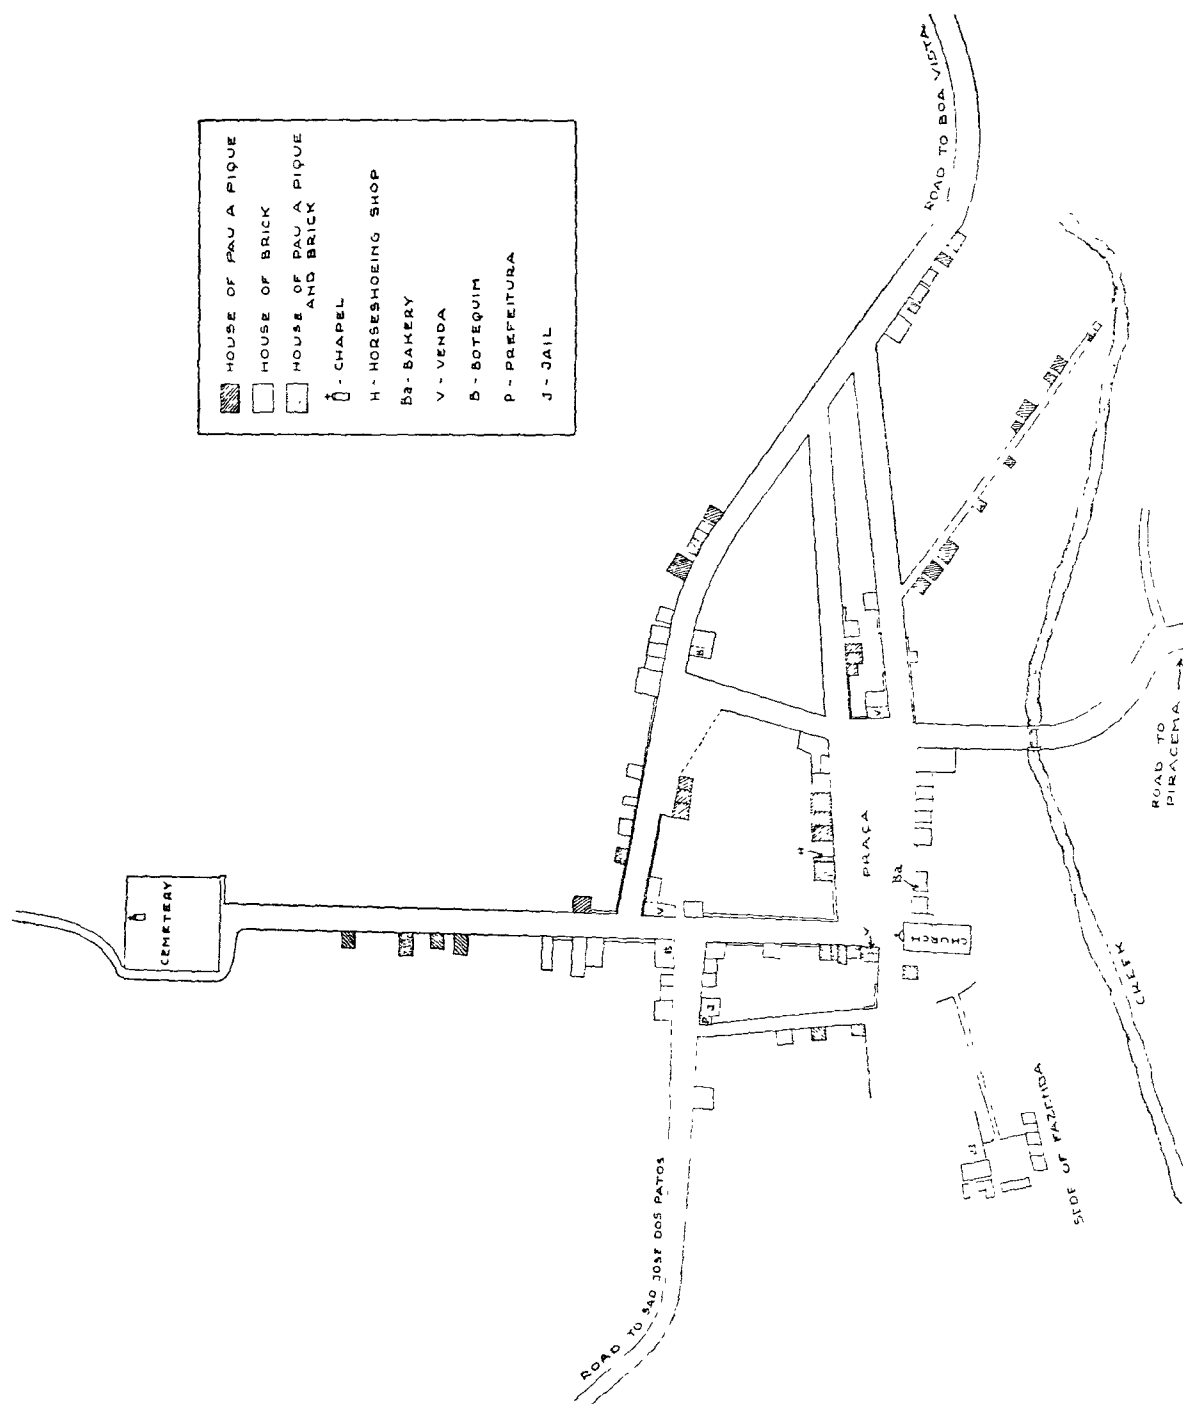 HOUSE OF PAU A PIQUE
HOUSE OF BRICK
HOUSE OF PAU A PIQUE
AND BRICK
- CHAPEL
H - HORSESHOEING SHOP
Ba - BAKERY
V - VENDA
B - BOTEQUIM
P - PREFEITURA
J - JAIL
ROAD TO BOA VISTA
CEMETERY
V
B
B
P
J
H
V
V
PRAÇA
Ba
CHURCH
ROAD TO
PIRACEMA
CREEK
SEDE OF FAZENDA
ROAD TO SAO JOSE DOS PATOS